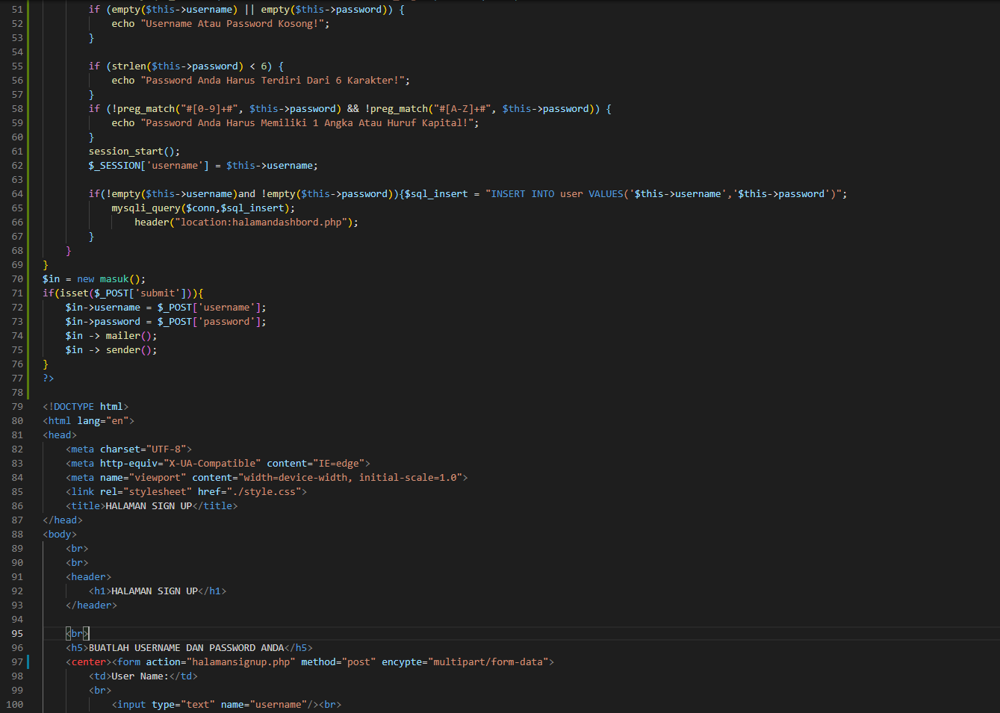 51 if (empty($this->username) || empty($this->password)) {
52 echo "Username Atau Password Kosong!";
53 }
54
55 if (strlen($this->password) < 6) {
56 echo "Password Anda Harus Terdiri Dari 6 Karakter!";
57 }
58 if (!preg_match("#[0-9]+#", $this->password) && !preg_match("#[A-Z]+#", $this->password)) {
59 echo "Password Anda Harus Memiliki 1 Angka Atau Huruf Kapital!";
60 }
61 session_start();
62 $_SESSION['username'] = $this->username;
63
64 if(!empty($this->username)and !empty($this->password)){$sql_insert = "INSERT INTO user VALUES('$this->username','$this->password')";
65 mysqli_query($conn,$sql_insert);
66 header("location:halamandashbord.php");
67 }
68 }
69 }
70 $in = new masuk();
71 if(isset($_POST['submit'])){
72 $in->username = $_POST['username'];
73 $in->password = $_POST['password'];
74 $in -> mailer();
75 $in -> sender();
76 }
77 ?>
78
79 <!DOCTYPE html>
80 <html lang="en">
81 <head>
82 <meta charset="UTF-8">
83 <meta http-equiv="X-UA-Compatible" content="IE=edge">
84 <meta name="viewport" content="width=device-width, initial-scale=1.0">
85 <link rel="stylesheet" href="./style.css">
86 <title>HALAMAN SIGN UP</title>
87 </head>
88 <body>
89 <br>
90 <br>
91 <header>
92 <h1>HALAMAN SIGN UP</h1>
93 </header>
94
95 <br>
96 <h5>BUATLAH USERNAME DAN PASSWORD ANDA</h5>
97 <center><form action="halamansignup.php" method="post" encypte="multipart/form-data">
98 <td>User Name:</td>
99 <br>
100 <input type="text" name="username"/><br>